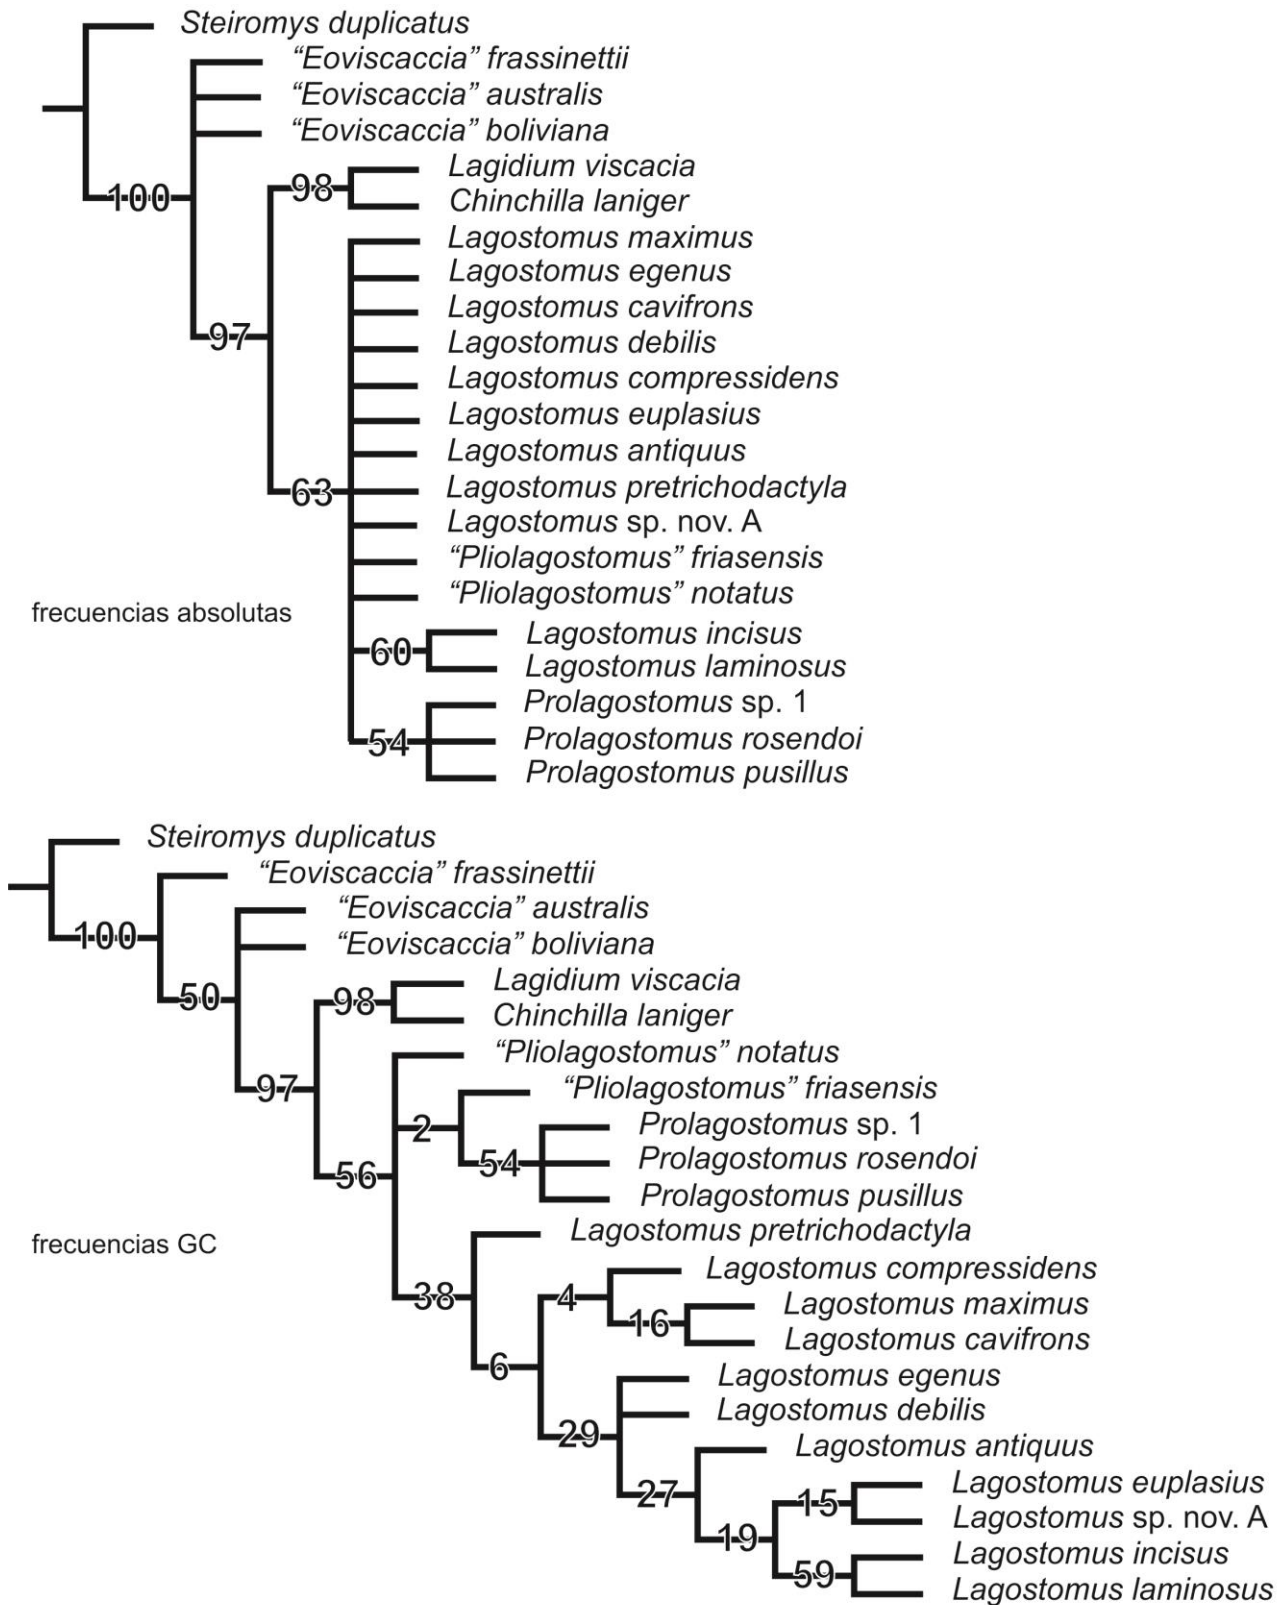 Steiromys duplicatus
“Eoviscaccia” frassinettii
“Eoviscaccia” australis
“Eoviscaccia” boliviana
Lagidium viscacia
98
Chinchilla laniger
100
Lagostomus maximus
Lagostomus egenus
Lagostomus cavifrons
97
Lagostomus debilis
Lagostomus compressidens
Lagostomus euplasius
Lagostomus antiquus
63
Lagostomus pretrichodactyla
Lagostomus sp. nov. A
“Pliolagostomus” friasensis
“Pliolagostomus” notatus
frecuencias absolutas
Lagostomus incisus
60
Lagostomus laminosus
Prolagostomus sp. 1
54
Prolagostomus rosendoi
Prolagostomus pusillus
Steiromys duplicatus
“Eoviscaccia” frassinettii
“Eoviscaccia” australis
100
“Eoviscaccia” boliviana
Lagidium viscacia
50
98
Chinchilla laniger
“Pliolagostomus” notatus
97
“Pliolagostomus” friasensis
2
Prolagostomus sp. 1
54
Prolagostomus rosendoi
56
Prolagostomus pusillus
Lagostomus pretrichodactyla
frecuencias GC
Lagostomus compressidens
38
4
Lagostomus maximus
16
Lagostomus cavifrons
6
Lagostomus egenus
Lagostomus debilis
29
Lagostomus antiquus
27
Lagostomus euplasius
15
Lagostomus sp. nov. A
19
Lagostomus incisus
59
Lagostomus laminosus